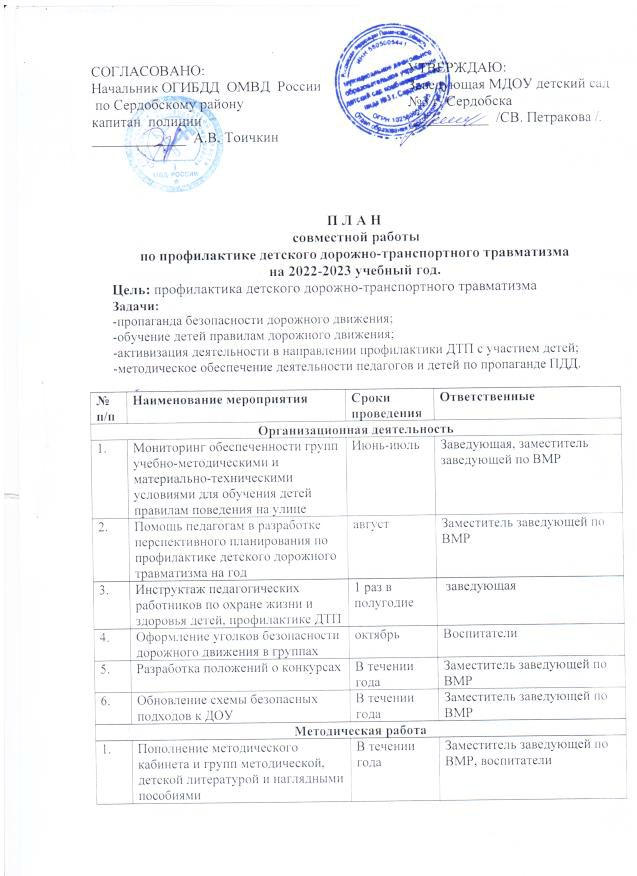 СОГЛАСОВАНО:
Начальник ОГИБДД ОМВД России
по Сердобскому району
капитан полиции
А.В. Тоичкин
УТВЕРЖДАЮ:
Заведующая МДОУ детский сад
Сердобска
/СВ. Петракова /.
П Л А Н
совместной работы
по профилактике детского дорожно-транспортного травматизма
на 2022-2023 учебный год.
Цель: профилактика детского дорожно-транспортного травматизма
Задачи:
-пропаганда безопасности дорожного движения;
-обучение детей правилам дорожного движения;
-активизация деятельности в направлении профилактики ДТП с участием детей;
-методическое обеспечение деятельности педагогов и детей по пропаганде ПДД.
№ Наименование мероприятия Сроки Ответственные
п/п проведения
Организационная деятельность
1. Мониторинг обеспеченности групп Июнь-июль Заведующая, заместитель
учебно-методическими и заведующей по ВМР
материально-техническими
условиями для обучения детей
правилам поведения на улице
2. Помощь педагогам в разработке август Заместитель заведующей по
перспективного планирования по ВМР
профилактике детского дорожного
травматизма на год
3. Инструктаж педагогических 1 раз в заведующая
работников по охране жизни и полугодие
здоровья детей, профилактике ДТП
4. Оформление уголков безопасности октябрь Воспитатели
дорожного движения в группах
5. Разработка положений о конкурсах В течении Заместитель заведующей по
года ВМР
6. Обновление схемы безопасных В течении Заместитель заведующей по
подходов к ДОУ года ВМР
Методическая работа
1. Пополнение методического В течении Заместитель заведующей по
кабинета и групп методической, года ВМР, воспитатели
детской литературой и наглядными
пособиями